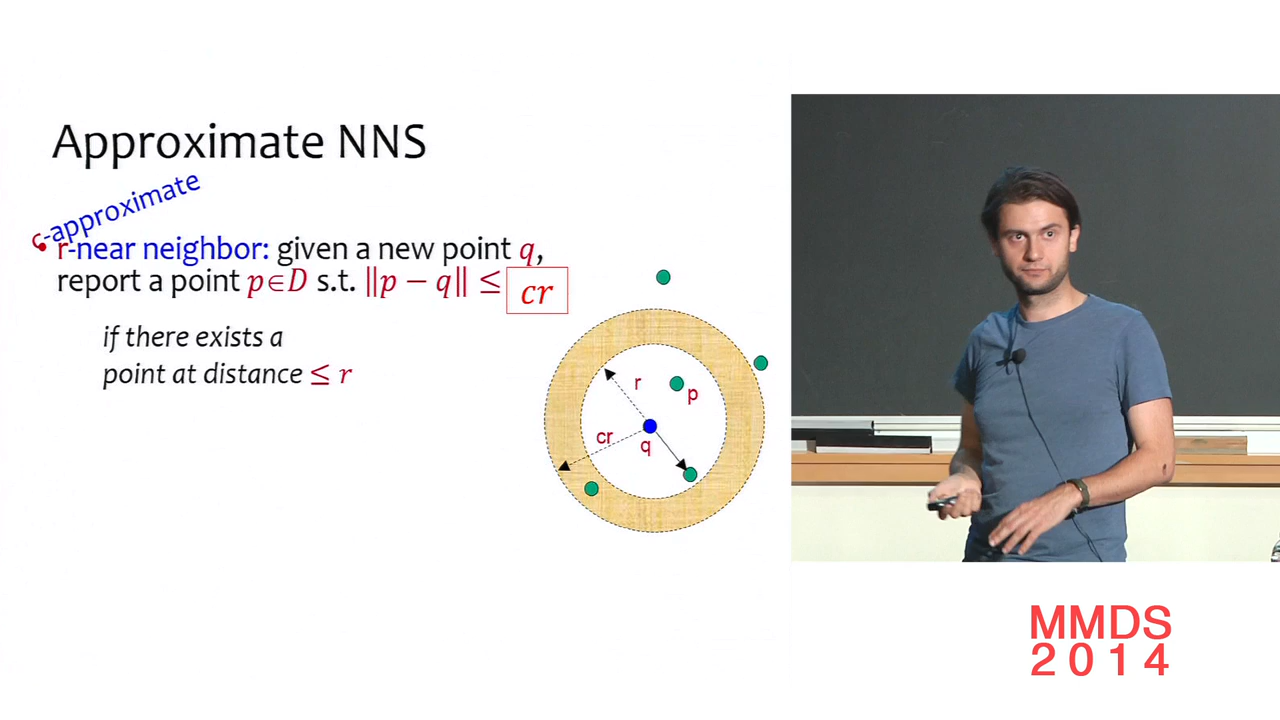 Approximate NNS
c-approximate
• r-near neighbor: given a new point q,
report a point p∈D s.t. ‖p − q‖ ≤ cr
if there exists a
point at distance ≤ r
r
p
cr
q
MMDS
2014